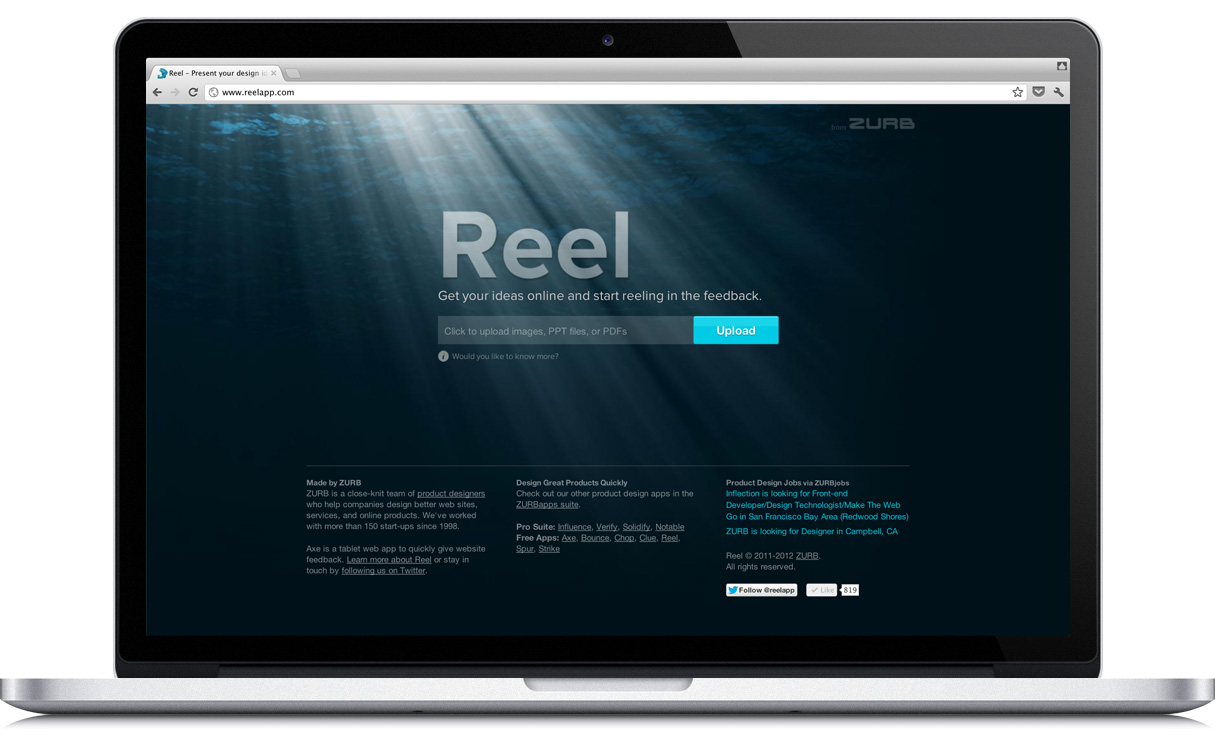 Reel - Present your design id
www.reelapp.com
from ZURB
Reel
Get your ideas online and start reeling in the feedback.
Click to upload images, PPT files, or PDFs
Upload
i Would you like to know more?
Made by ZURB
ZURB is a close-knit team of product designers
who help companies design better web sites,
services, and online products. We've worked
with more than 150 start-ups since 1998.
Axe is a tablet web app to quickly give website
feedback. Learn more about Reel or stay in
touch by following us on Twitter.
Design Great Products Quickly
Check out our other product design apps in the
ZURBapps suite.
Pro Suite: Influence, Verify, Solidify, Notable
Free Apps: Axe, Bounce, Chop, Clue, Reel,
Spur, Strike
Product Design Jobs via ZURBjobs
Inflection is looking for Front-end
Developer/Design Technologist/Make The Web
Go in San Francisco Bay Area (Redwood Shores)
ZURB is looking for Designer in Campbell, CA
Reel © 2011-2012 ZURB.
All rights reserved.
Follow @reelapp
Like
819